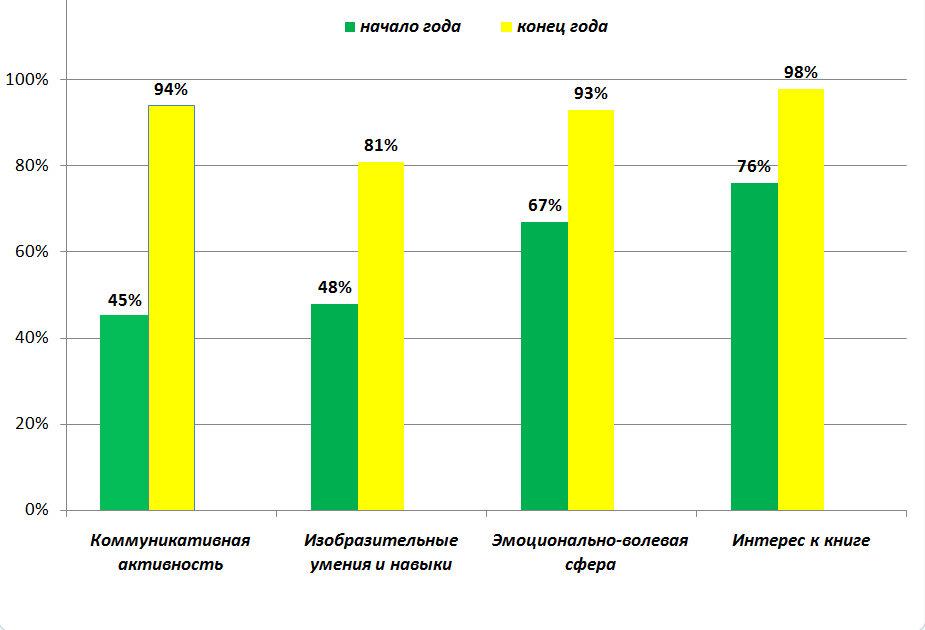 начало года конец года
100%
80%
60%
40%
20%
0%
94%
45%
81%
48%
93%
67%
98%
76%
Коммуникативная
активность
Изобразительные
умения и навыки
Эмоционально-волевая
сфера
Интерес к книге